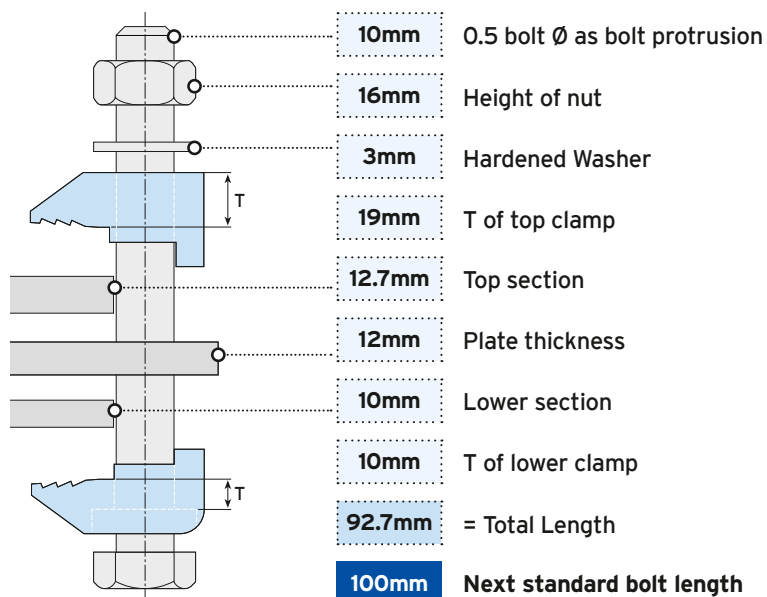 10mm 0.5 bolt Ø as bolt protrusion
16mm Height of nut
3mm Hardened Washer
T
19mm T of top clamp
12.7mm Top section
12mm Plate thickness
10mm Lower section
10mm T of lower clamp
T
92.7mm = Total Length
100mm Next standard bolt length